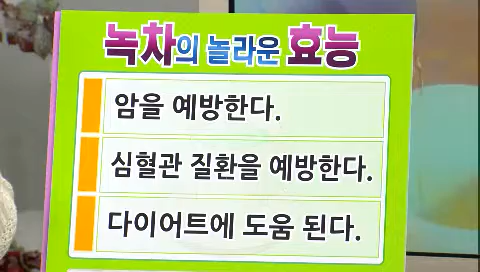 녹차의 놀라운 효능
암을 예방한다.
심혈관 질환을 예방한다.
다이어트에 도움 된다.